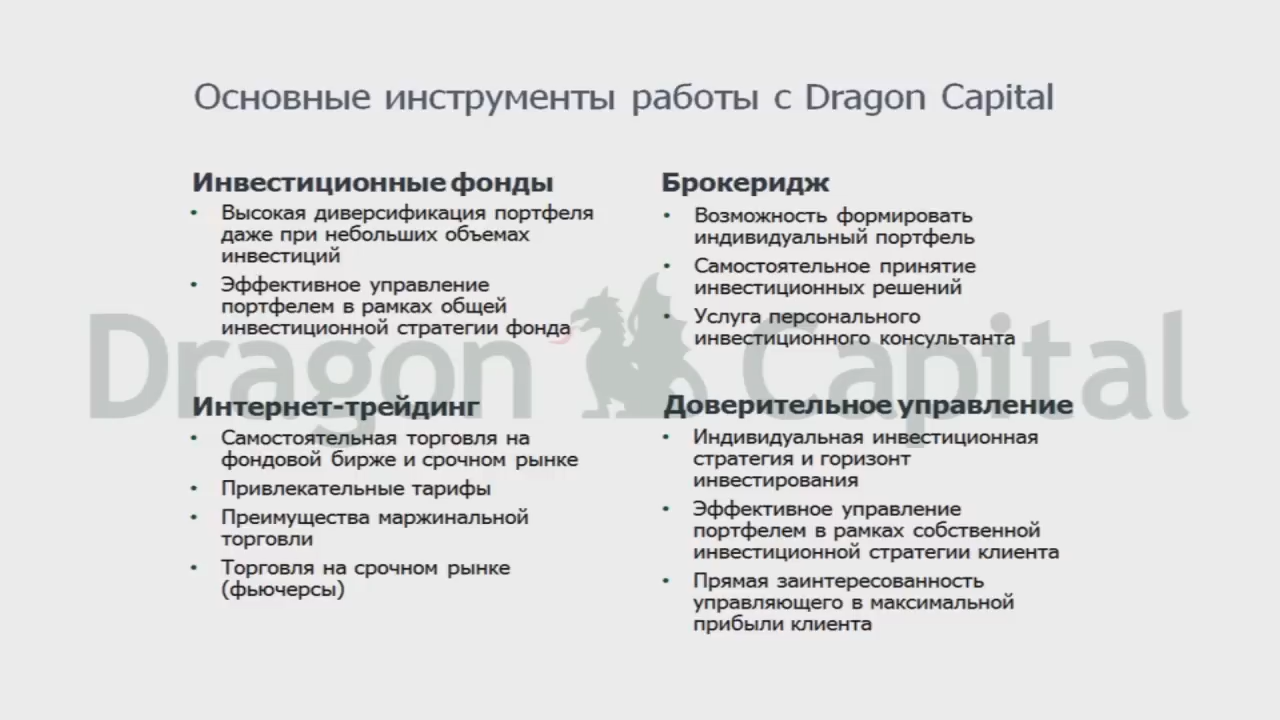 Основные инструменты работы с Dragon Capital
Инвестиционные фонды
• Высокая диверсификация портфеля
даже при небольших объемах
инвестиций
• Эффективное управление
портфелем в рамках общей
инвестиционной стратегии фонда
Брокеридж
• Возможность формировать
индивидуальный портфель
• Самостоятельное принятие
инвестиционных решений
• Услуга персонального
инвестиционного консультанта
Dragon Capital
Интернет-трейдинг
• Самостоятельная торговля на
фондовой бирже и срочном рынке
• Привлекательные тарифы
• Преимущества маржинальной
торговли
• Торговля на срочном рынке
(фьючерсы)
Доверительное управление
• Индивидуальная инвестиционная
стратегия и горизонт
инвестирования
• Эффективное управление
портфелем в рамках собственной
инвестиционной стратегии клиента
• Прямая заинтересованность
управляющего в максимальной
прибыли клиента